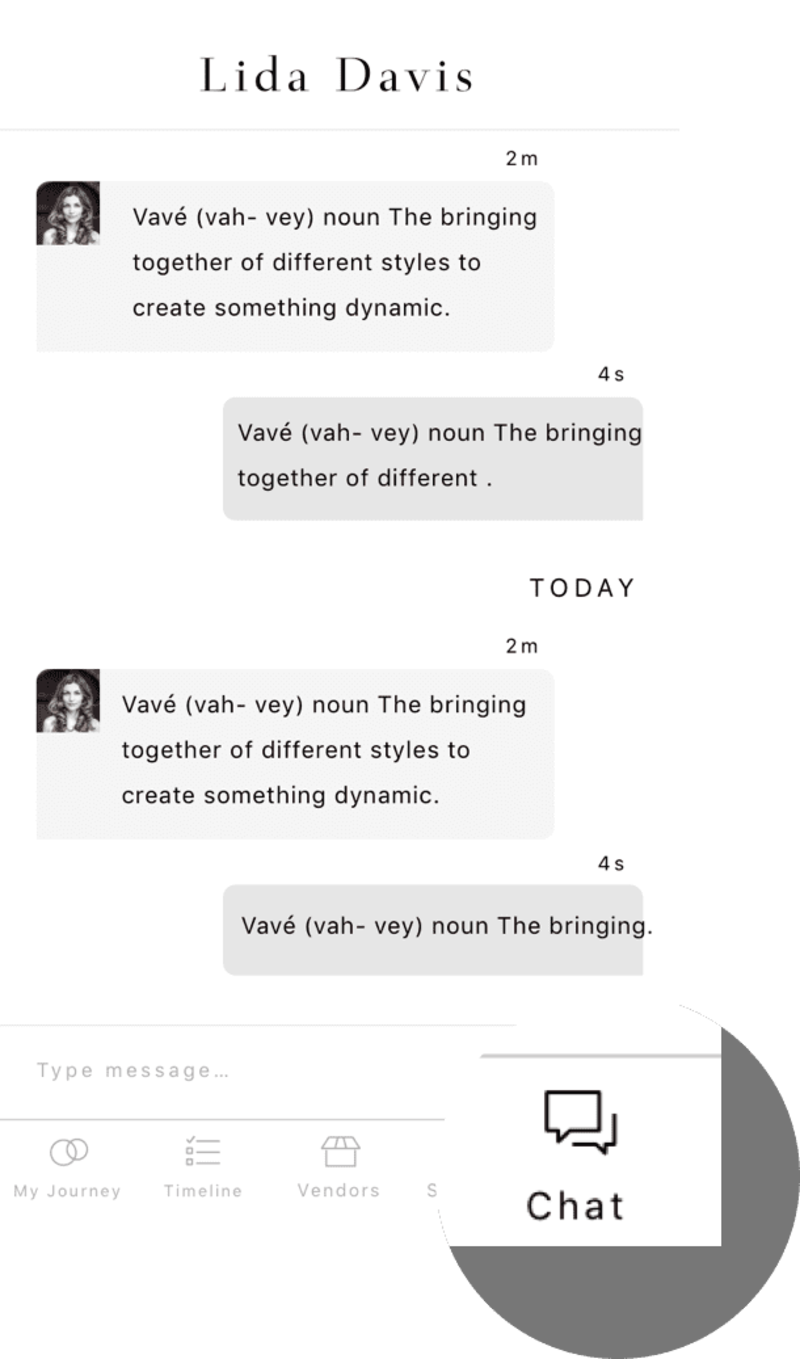 Lida Davis
2m
Vavé (vah- vey) noun The bringing
together of different styles to
create something dynamic.
4s
Vavé (vah- vey) noun The bringing
together of different .
TODAY
2m
Vavé (vah- vey) noun The bringing
together of different styles to
create something dynamic.
4s
Vavé (vah- vey) noun The bringing.
Type message…
My Journey Timeline Vendors
Chat